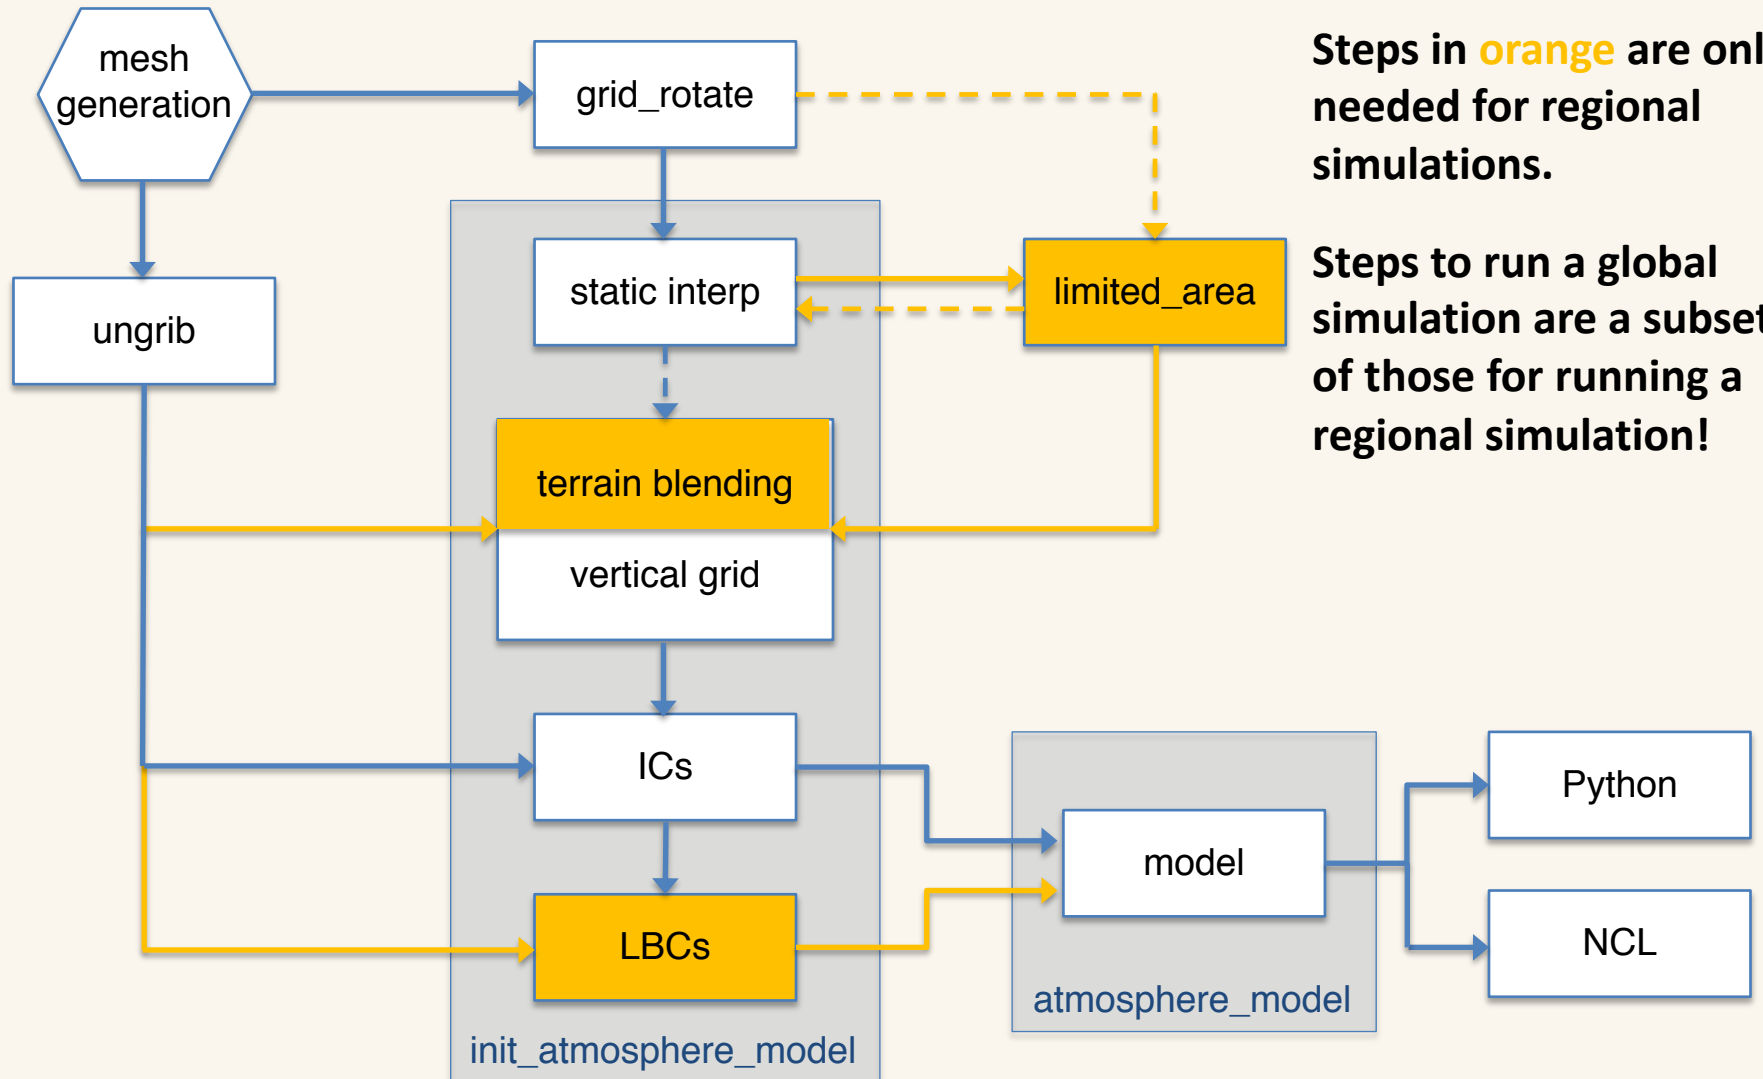 mesh
generation
grid_rotate
Steps in orange are onl
needed for regional
simulations.
static interp
limited_area
Steps to run a global
simulation are a subset
of those for running a
regional simulation!
ungrib
terrain blending
vertical grid
ICs
Python
model
LBCs
NCL
atmosphere_model
init_atmosphere_model